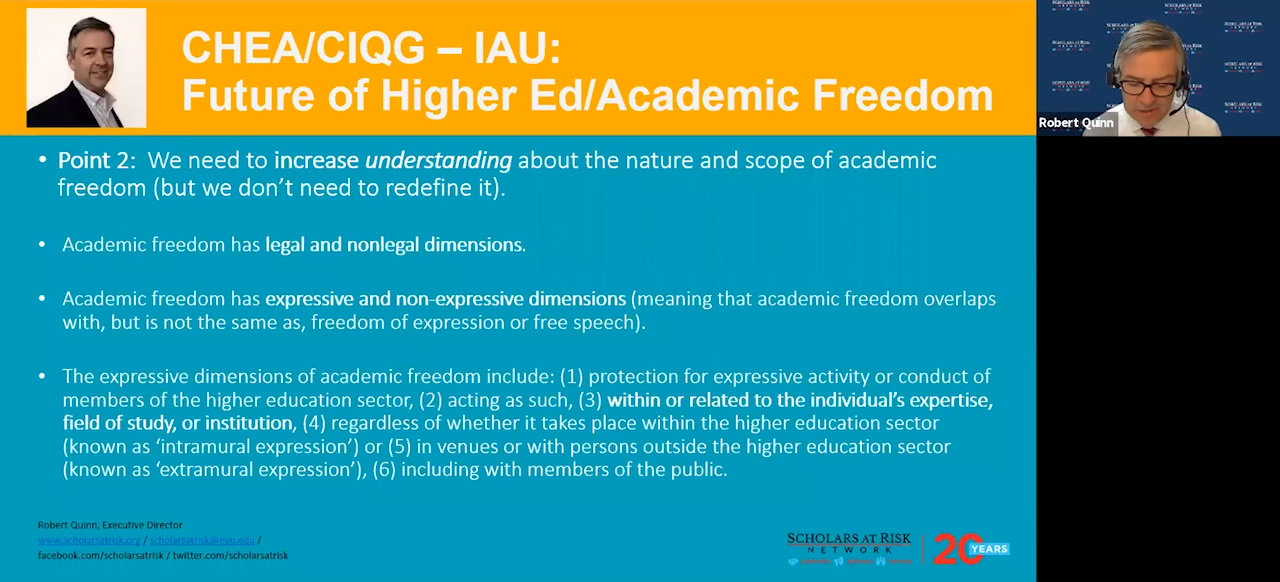 CHEA/CIQG – IAU:
Future of Higher Ed/Academic Freedom
Robert Quinn
• Point 2: We need to increase understanding about the nature and scope of academic
freedom (but we don't need to redefine it).
• Academic freedom has legal and nonlegal dimensions.
• Academic freedom has expressive and non-expressive dimensions (meaning that academic freedom overlaps
with, but is not the same as, freedom of expression or free speech).
• The expressive dimensions of academic freedom include: (1) protection for expressive activity or conduct of
members of the higher education sector, (2) acting as such, (3) within or related to the individual's expertise,
field of study, or institution, (4) regardless of whether it takes place within the higher education sector
(known as 'intramural expression') or (5) in venues or with persons outside the higher education sector
(known as 'extramural expression'), (6) including with members of the public.
Robert Quinn, Executive Director
www.scholarsatrisk.org / scholarsatrisk@nyu.edu /
facebook.com/scholarsatrisk / twitter.com/scholarsatrisk
SCHOLARS AT RISK
NETWORK
20 YEARS